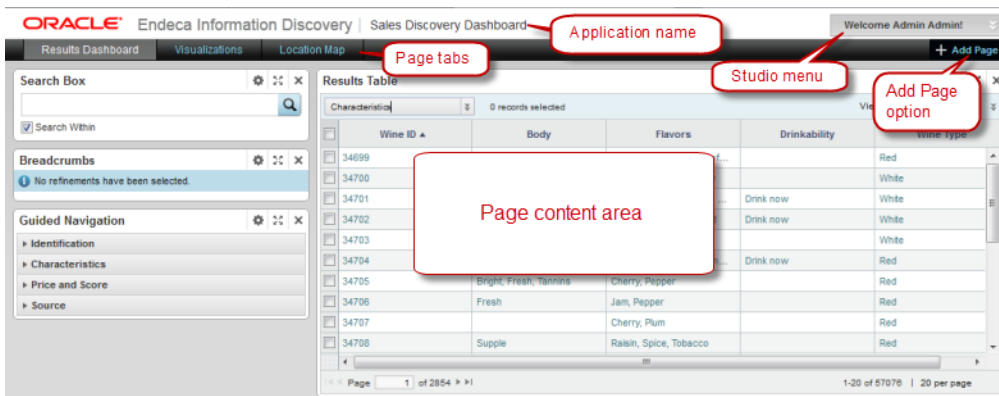 ORACLE Endeca Information Discovery | Sales Discovery Dashboard
Application name
Welcome Admin Admin!
Results Dashboard Visualizations Location Map
Page tabs
Studio menu
+ Add Page
Add Page option
Search Box
Search Within
Breadcrumbs
No refinements have been selected.
Guided Navigation
Identification
Characteristics
Price and Score
Source
Results Table
Characteristics 0 records selected
Wine ID Body Flavors Drinkability Wine Type
34699 Red
34700 White
34701 Drink now White
34702 Drink now White
34703 White
34704 Drink now Red
Page content area
34705 Bright, Fresh, Tannins Cherry, Pepper Red
34706 Fresh Jam, Pepper Red
34707 Cherry, Plum Red
34708 Supple Raisin, Spice, Tobacco Red
Page 1 of 2854
1-20 of 57076 | 20 per page